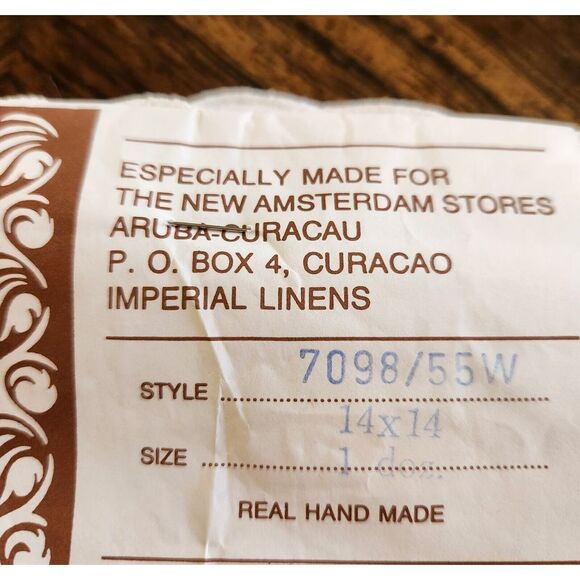 ESPECIALLY MADE FOR
THE NEW AMSTERDAM STORES
ARUBA-CURACAU
P. O. BOX 4, CURACAO
IMPERIAL LINENS
STYLE 7098/55W
14x14
SIZE 1 doz.
REAL HAND MADE